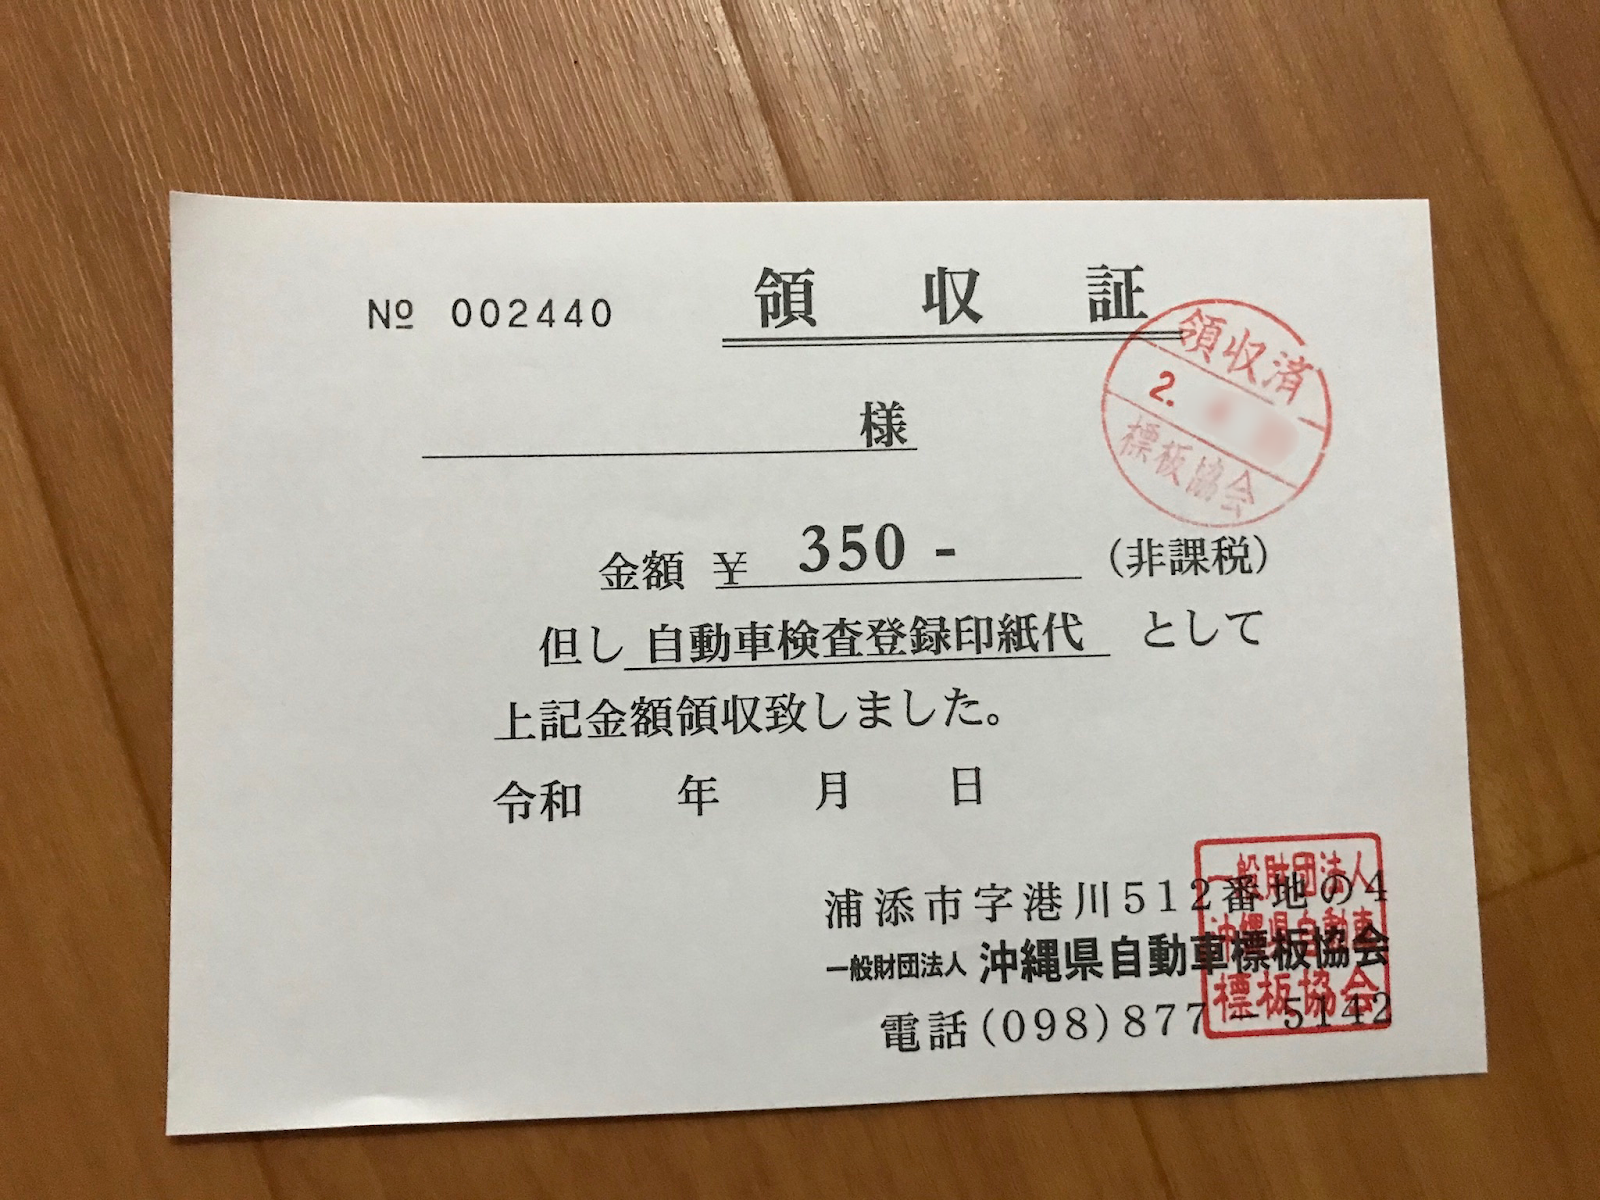 № 002440
領収証
領収済
2.
標板協会
様
金額 ¥ 350 - (非課税)
但し 自動車検査登録印紙代 として
上記金額領収致しました。
令和 年 月 日
浦添市字港川512番地の4
一般財団法人 沖縄県自動車標板協会
電話(098)877-5142
一般財団法人
沖縄県自動車
標板協会